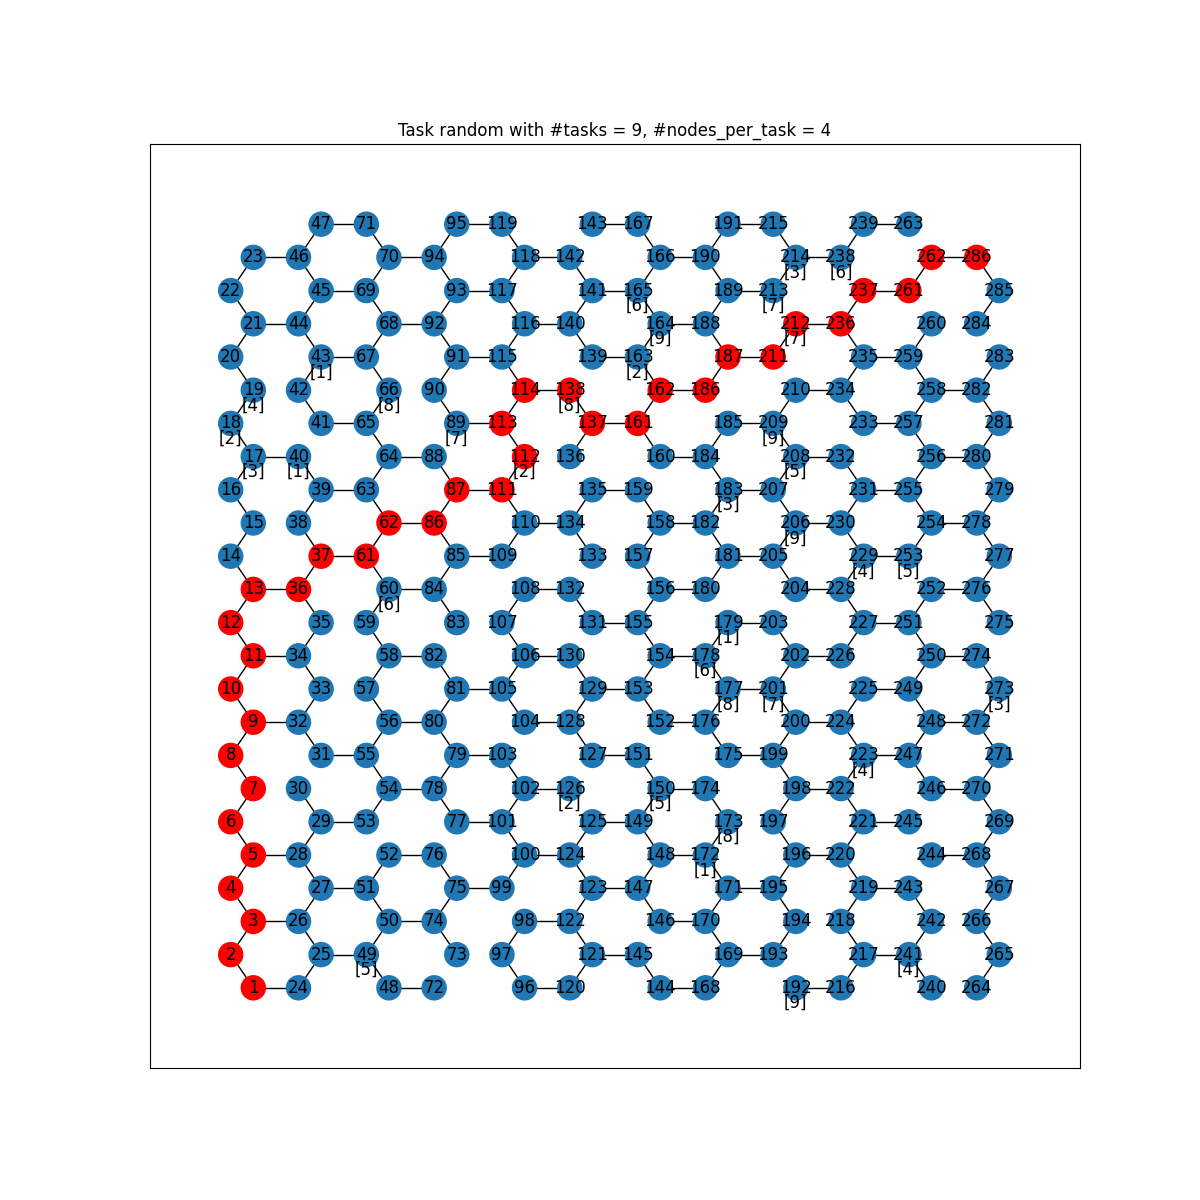 Task random with #tasks = 9, #nodes_per_task = 4
47 71 95 119 143 167 191 215 239 263
23 46 70 94 118 142 166 190 214 238 262 286
[3] [6]
22 45 69 93 117 141 165 189 213 237 261 285
[6] [7]
21 44 68 92 116 140 164 188 212 236 260 284
[9] [7]
20 43 67 91 115 139 163 187 211 235 259 283
[1] [2]
19 42 66 90 114 138 162 186 210 234 258 282
[4] [8] [8]
18 41 65 89 113 137 161 185 209 233 257 281
[2] [7] [9]
17 40 64 88 112 136 160 184 208 232 256 280
[3] [1] [2] [5]
16 39 63 87 111 135 159 183 207 231 255 279
[3]
15 38 62 86 110 134 158 182 206 230 254 278
[9]
14 37 61 85 109 133 157 181 205 229 253 277
[4] [5]
13 36 60 84 108 132 156 180 204 228 252 276
[6]
12 35 59 83 107 131 155 179 203 227 251 275
[1]
11 34 58 82 106 130 154 178 202 226 250 274
[6]
10 33 57 81 105 129 153 177 201 225 249 273
[8] [7] [3]
9 32 56 80 104 128 152 176 200 224 248 272
8 31 55 79 103 127 151 175 199 223 247 271
[4]
7 30 54 78 102 126 150 174 198 222 246 270
[2] [5]
6 29 53 77 101 125 149 173 197 221 245 269
[8]
5 28 52 76 100 124 148 172 196 220 244 268
[1]
4 27 51 75 99 123 147 171 195 219 243 267
3 26 50 74 98 122 146 170 194 218 242 266
2 25 49 73 97 121 145 169 193 217 241 265
[5] [4]
1 24 48 72 96 120 144 168 192 216 240 264
[9]